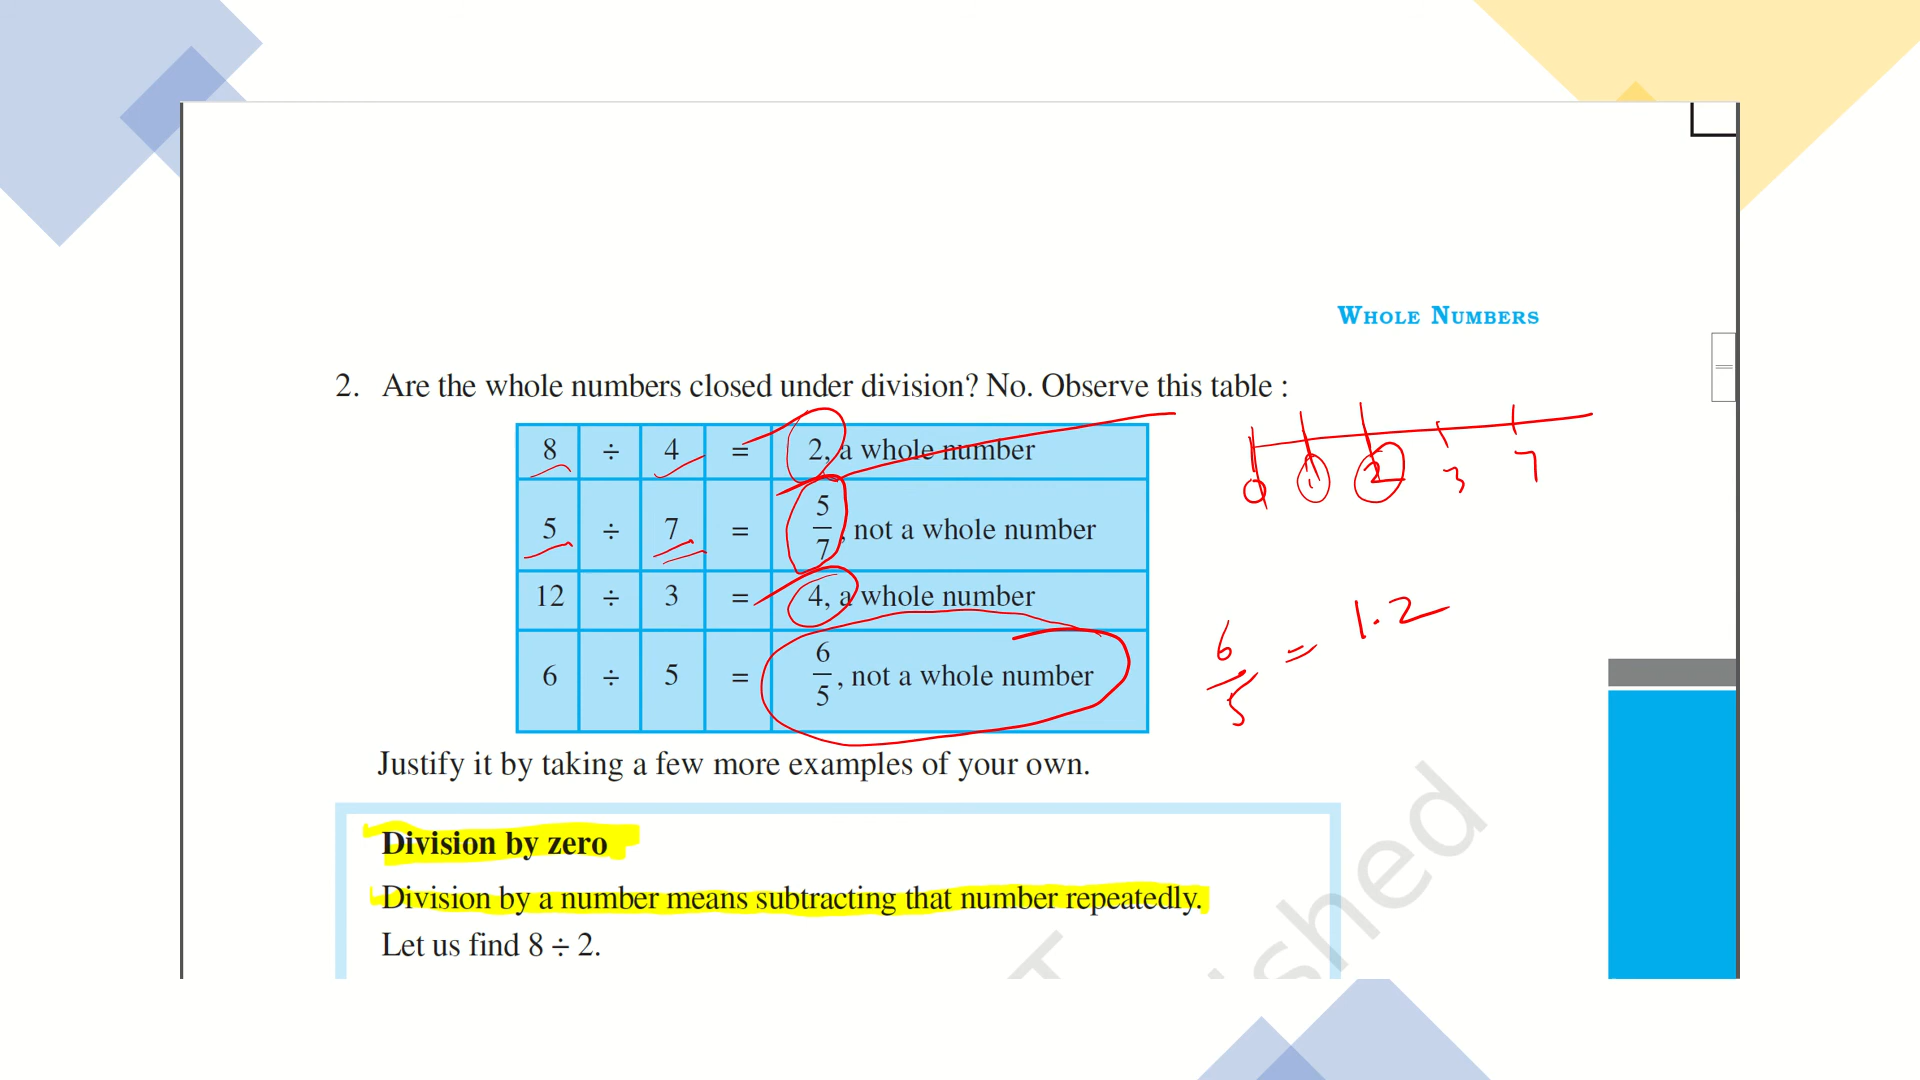 WHOLE NUMBERS
2. Are the whole numbers closed under division? No. Observe this table :
8 ÷ 4 = 2, a whole number
5 ÷ 7 = 5/7, not a whole number
12 ÷ 3 = 4, a whole number
6 ÷ 5 = 6/5, not a whole number
0 1 2 3 7
6/5 = 1.2
Justify it by taking a few more examples of your own.
Division by zero
Division by a number means subtracting that number repeatedly.
Let us find 8 ÷ 2.